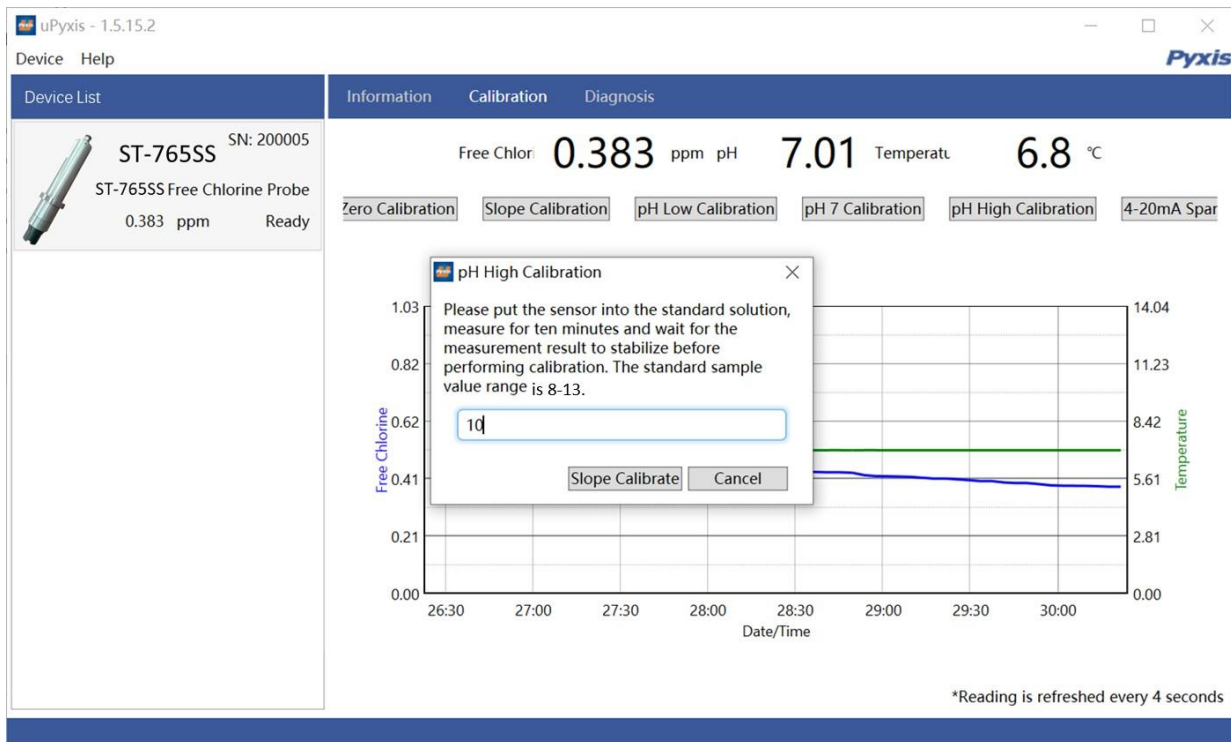 uPyxis - 1.5.15.2
Device Help
Pyxis
Device List
Information Calibration Diagnosis
ST-765SS SN: 200005
ST-765SS Free Chlorine Probe
0.383 ppm Ready
Free Chlor 0.383 ppm pH 7.01 Temperatu 6.8 °C
Zero Calibration Slope Calibration pH Low Calibration pH 7 Calibration pH High Calibration 4-20mA Spar
pH High Calibration
Please put the sensor into the standard solution,
measure for ten minutes and wait for the
measurement result to stabilize before
performing calibration. The standard sample
value range is 8-13.
10
Slope Calibrate Cancel
Free Chlorine
1.03
0.82
0.62
0.41
0.21
0.00
14.04
11.23
8.42
5.61
2.81
0.00
Temperature
26:30 27:00 27:30 28:00 28:30 29:00 29:30 30:00
Date/Time
*Reading is refreshed every 4 seconds